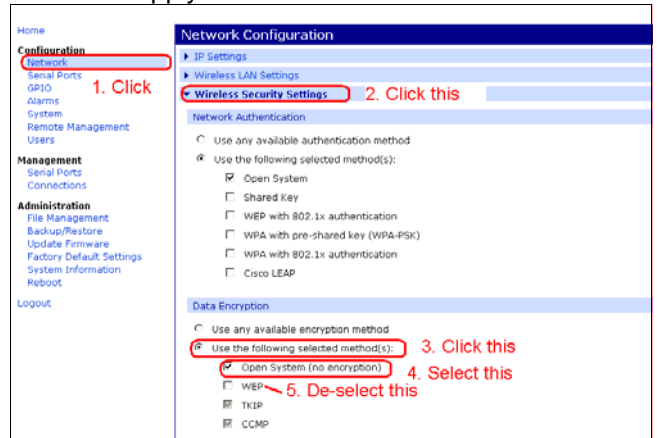 Home
Configuration
Network
Serial Ports
GPIO
Alarms
System
Remote Management
Users
Management
Serial Ports
Connections
Administration
File Management
Backup/Restore
Update Firmware
Factory Default Settings
System Information
Reboot
Logout
1. Click
Network Configuration
IP Settings
Wireless LAN Settings
Wireless Security Settings
2. Click this
Network Authentication
Use any available authentication method
Use the following selected method(s):
Open System
Shared Key
WEP with 802.1x authentication
WPA with pre-shared key (WPA-PSK)
WPA with 802.1x authentication
Cisco LEAP
Data Encryption
Use any available encryption method
Use the following selected method(s):
3. Click this
Open System (no encryption)
4. Select this
WEP
5. De-select this
TKIP
CCMP